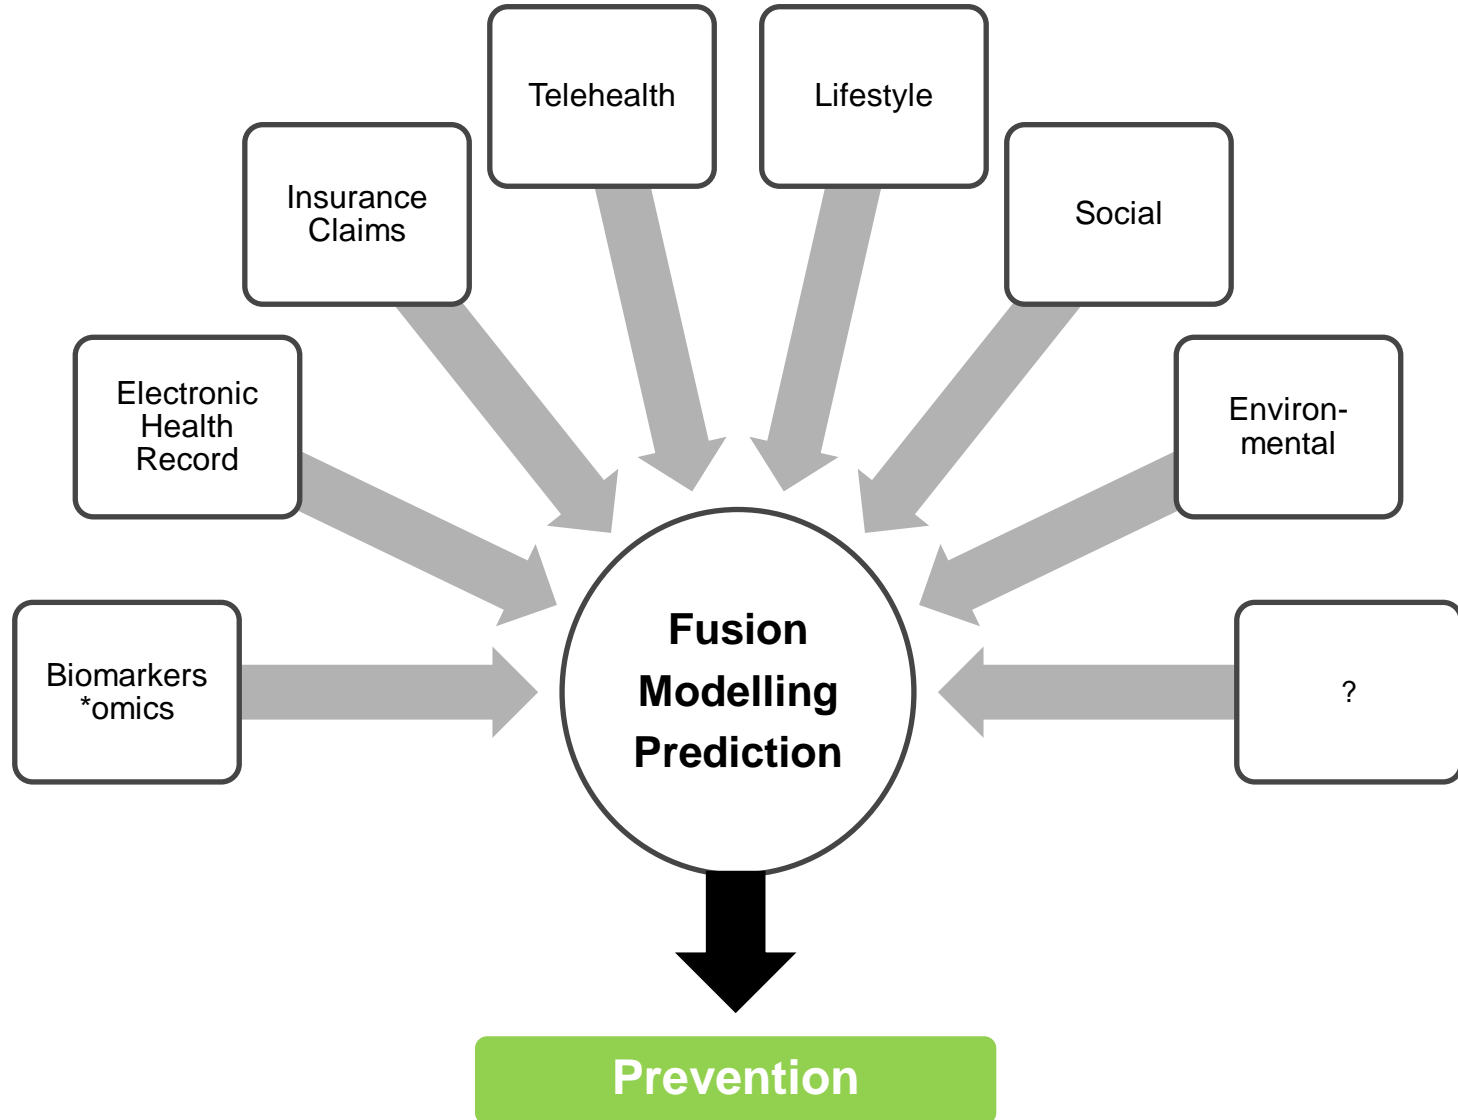 Telehealth
Lifestyle
Insurance
Claims
Social
Electronic
Health
Record
Environ-
mental
Biomarkers
*omics
Fusion
Modelling
Prediction
?
Prevention